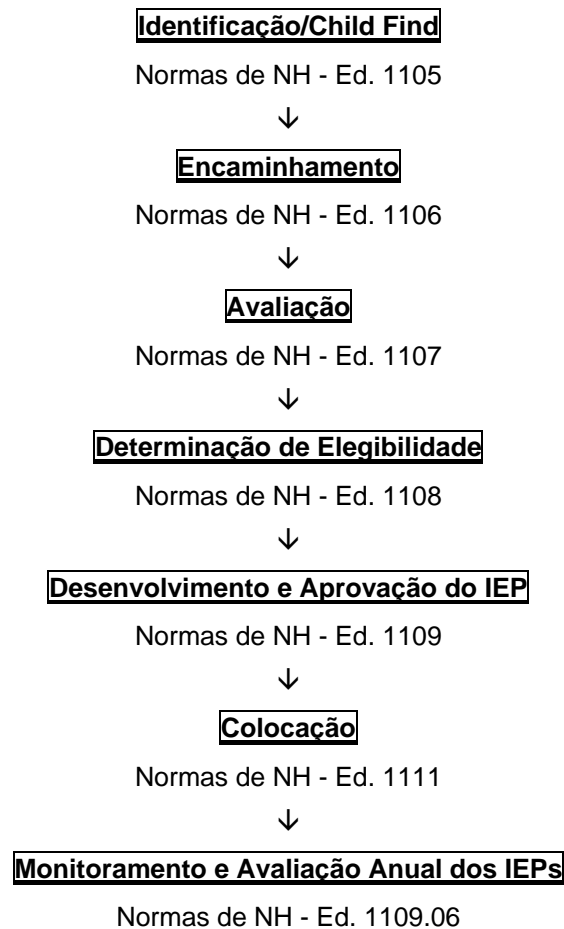 Identificação/Child Find
Normas de NH - Ed. 1105
↓
Encaminhamento
Normas de NH - Ed. 1106
↓
Avaliação
Normas de NH - Ed. 1107
↓
Determinação de Elegibilidade
Normas de NH - Ed. 1108
↓
Desenvolvimento e Aprovação do IEP
Normas de NH - Ed. 1109
↓
Colocação
Normas de NH - Ed. 1111
↓
Monitoramento e Avaliação Anual dos IEPs
Normas de NH - Ed. 1109.06